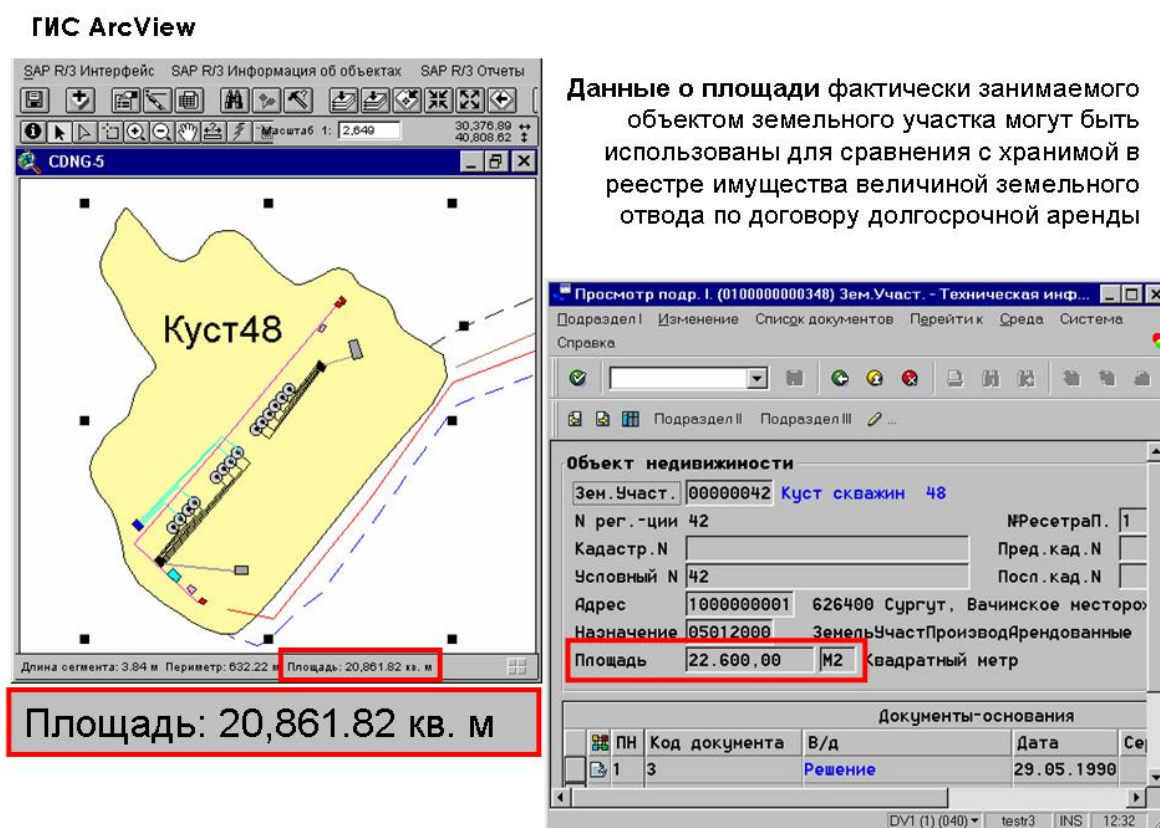 ГИС ArcView
SAP R/3 Интерфейс SAP R/3 Информация об объектах SAP R/3 Отчеты
Масштаб 1: 2,649
30,376.89
40,808.62
CDNG-5
Куст48
Длина сегмента: 3.84 м Периметр: 632.22 м Площадь: 20,861.82 кв. м
Площадь: 20,861.82 кв. м
Данные о площади фактически занимаемого
объектом земельного участка могут быть
использованы для сравнения с хранимой в
реестре имущества величиной земельного
отвода по договору долгосрочной аренды
Просмотр подр. I. (0100000000348) Зем.Участ. - Техническая инф...
Подраздел I Изменение Список документов Перейти к Среда Система
Справка
Подраздел II Подраздел III ...
Объект недвижимости
Зем.Участ. 00000042 Куст скважин 48
N рег.-ции 42 №РесетраП. 1
Кадастр.N Пред.кад.N
Условный N 42 Посл.кад.N
Адрес 1000000001 626400 Сургут, Вачимское месторо
Назначение 05012000 ЗемельУчастПроизводАрендованные
Площадь 22.600,00 М2 Квадратный метр
Документы-основания
ПН Код документа В/д Дата Се
1 3 Решение 29.05.1990
DV1 (1) (040) testr3 INS 12:32